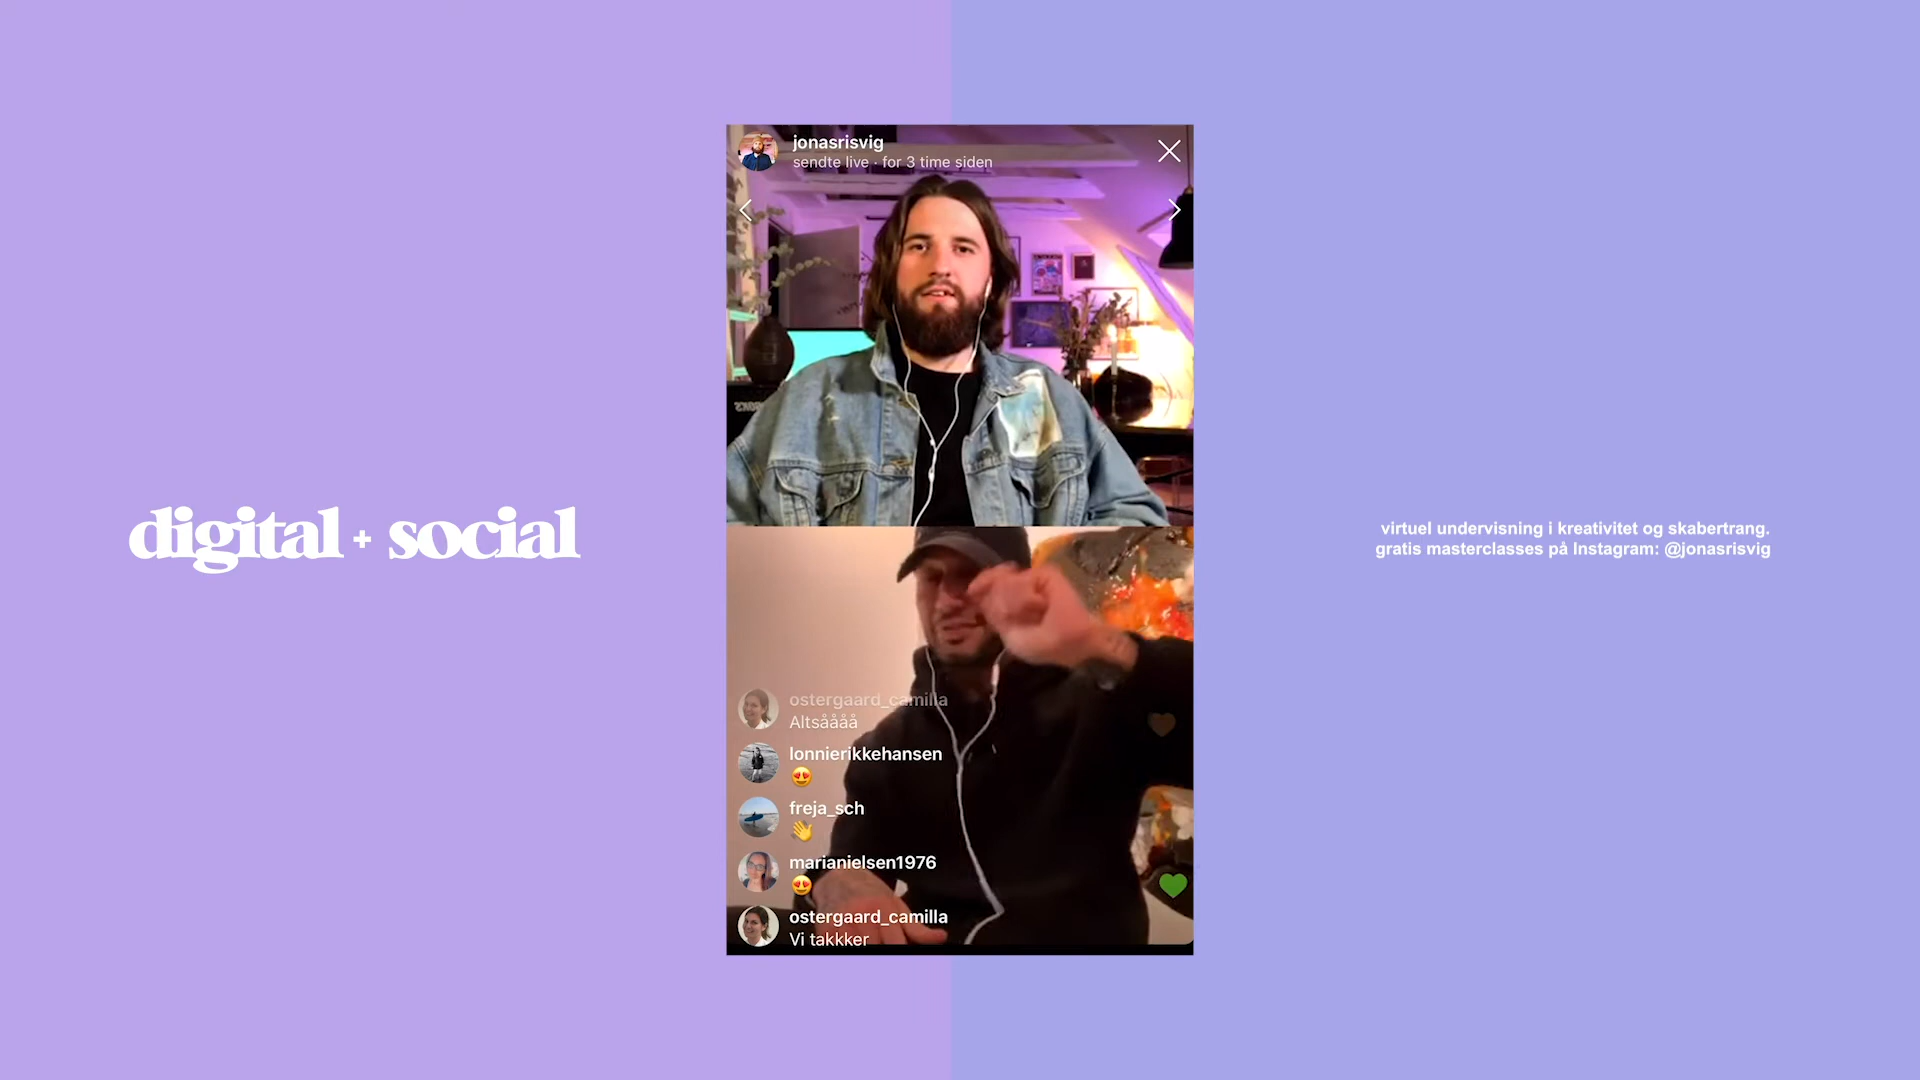 jonasrisvig
sendte live · for 3 time siden
digital + social
virtuel undervisning i kreativitet og skabertrang.
gratis masterclasses på Instagram: @jonasrisvig
ostergaard_camilla
Altsåååå
lonnierikkehansen
😍
freja_sch
👋
marianielsen1976
😍
ostergaard_camilla
Vi takkker